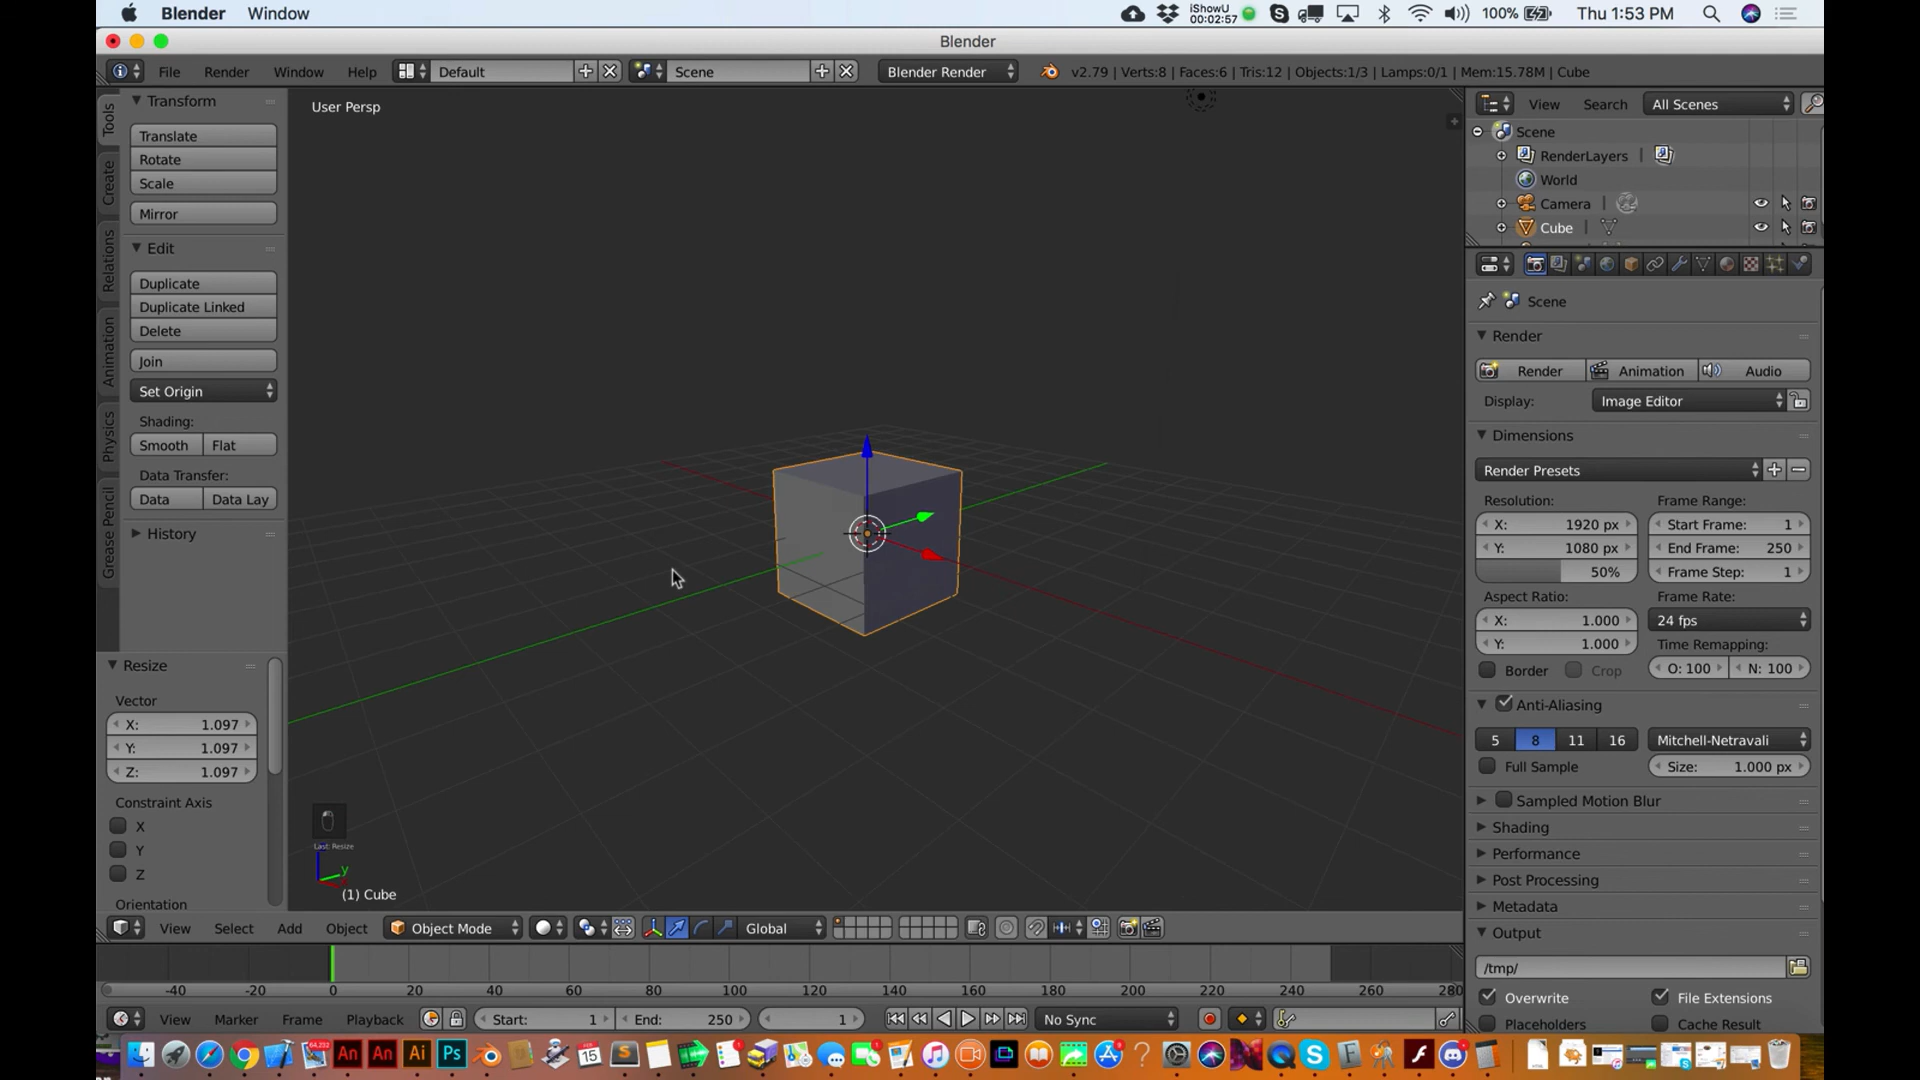 Blender Window
iShowU
00:02:57
100%
Thu 1:53 PM
Blender
File Render Window Help
Default
Scene
Blender Render
v2.79 | Verts:8 | Faces:6 | Tris:12 | Objects:1/3 | Lamps:0/1 | Mem:15.78M | Cube
Tools
Create
Relations
Animation
Physics
Grease Pencil
Transform
Translate
Rotate
Scale
Mirror
Edit
Duplicate
Duplicate Linked
Delete
Join
Set Origin
Shading:
Smooth Flat
Data Transfer:
Data Data Lay
History
Resize
Vector
X: 1.097
Y: 1.097
Z: 1.097
Constraint Axis
X
Y
Z
Orientation
User Persp
Last: Resize
y
(1) Cube
View Select Add Object
Object Mode
Global
-40 -20 0 20 40 60 80 100 120 140 160 180 200 220 240 260 280
View Marker Frame Playback
Start: 1
End: 250
1
No Sync
View Search
All Scenes
Scene
RenderLayers
World
Camera
Cube
Scene
Render
Render Animation Audio
Display: Image Editor
Dimensions
Render Presets
Resolution: Frame Range:
X: 1920 px Start Frame: 1
Y: 1080 px End Frame: 250
50% Frame Step: 1
Aspect Ratio: Frame Rate:
X: 1.000 24 fps
Y: 1.000 Time Remapping:
Border Crop O: 100 N: 100
Anti-Aliasing
5 8 11 16 Mitchell-Netravali
Full Sample Size: 1.000 px
Sampled Motion Blur
Shading
Performance
Post Processing
Metadata
Output
/tmp/
Overwrite File Extensions
Placeholders Cache Result
64,232
An An Ai Ps
15